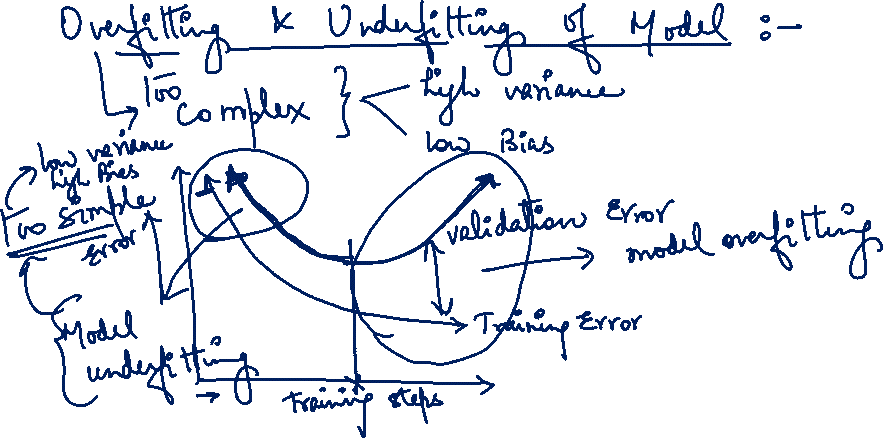 Overfitting & Underfitting of Model :-
Too complex
high variance
low Bias
low variance
high Bias
Too simple
Error
validation Error
model overfitting
Training Error
Model underfitting
Training steps